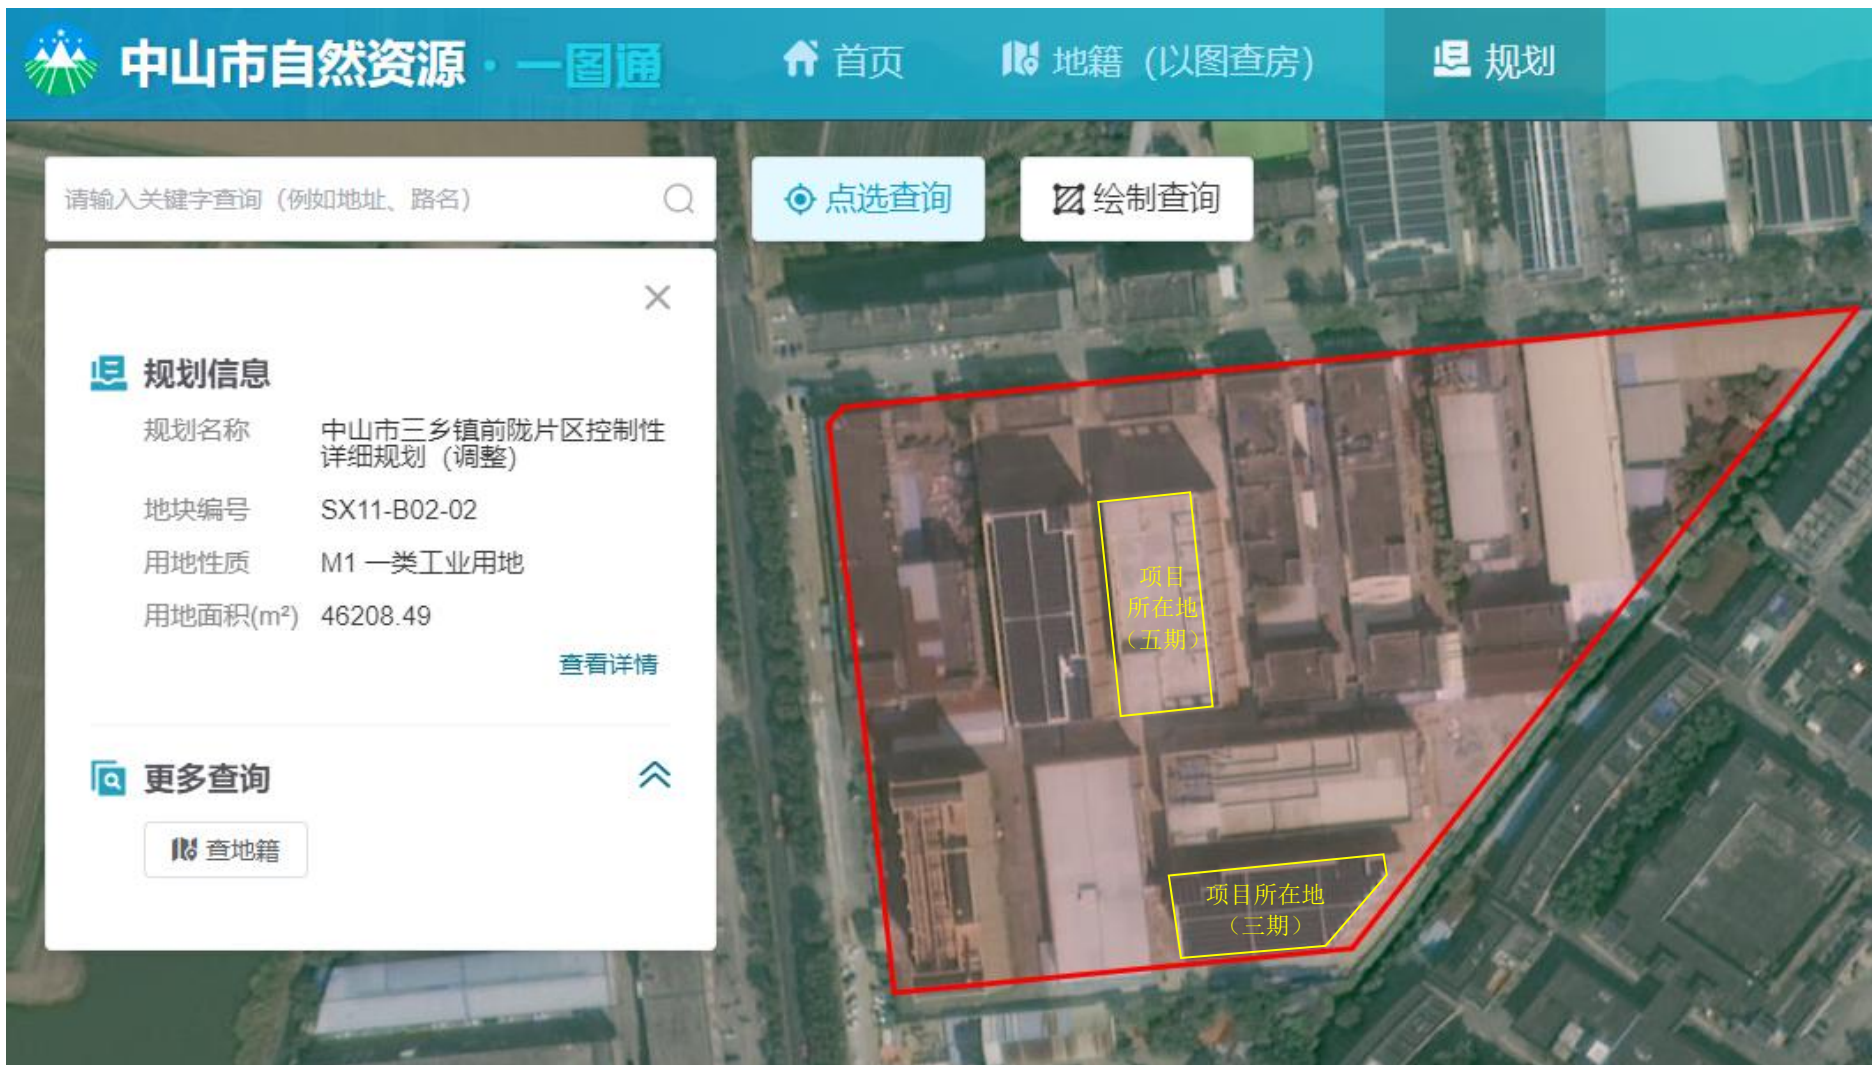 中山市自然资源·一图通
首页
地籍（以图查房）
规划
请输入关键字查询（例如地址、路名）
点选查询
绘制查询
规划信息
规划名称
中山市三乡镇前陇片区控制性
详细规划（调整）
地块编号
SX11-B02-02
用地性质
M1 一类工业用地
用地面积(m²)
46208.49
查看详情
更多查询
查地籍
项目
所在地
（五期）
项目所在地
（三期）